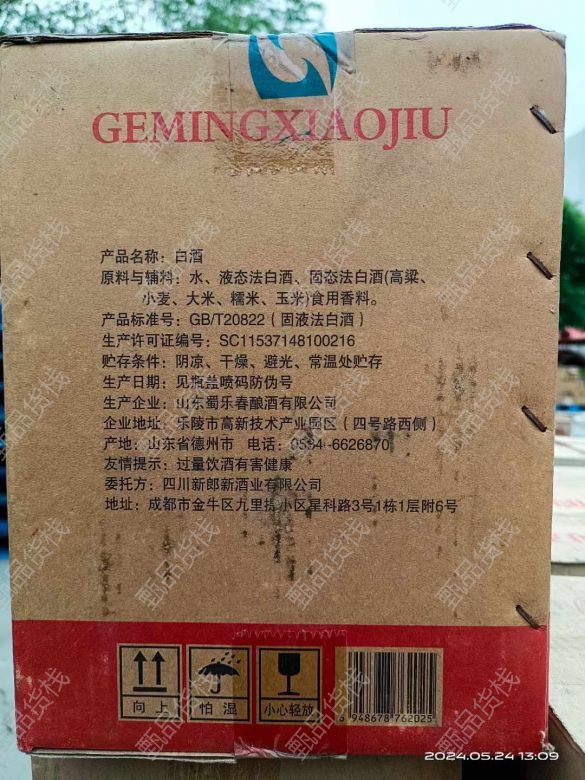 GEMINGXIAOJIU
产品名称：白酒
原料与辅料：水、液态法白酒、固态法白酒(高粱、
小麦、大米、糯米、玉米)食用香料。
产品标准号：GB/T20822（固液法白酒）
生产许可证编号：SC11537148100216
贮存条件：阴凉、干燥、避光、常温处贮存
生产日期：见瓶盖喷码防伪号
生产企业：山东蜀乐春酿酒有限公司
企业地址：乐陵市高新技术产业园区（四号路西侧）
产地：山东省德州市 电话：0534-6626870
友情提示：过量饮酒有害健康
委托方：四川新郎新酒业有限公司
地址：成都市金牛区九里堤小区星科路3号1栋1层附6号
向上
怕湿
小心轻放
6 948678 762025
2024.05.24 13:09
甄品货栈